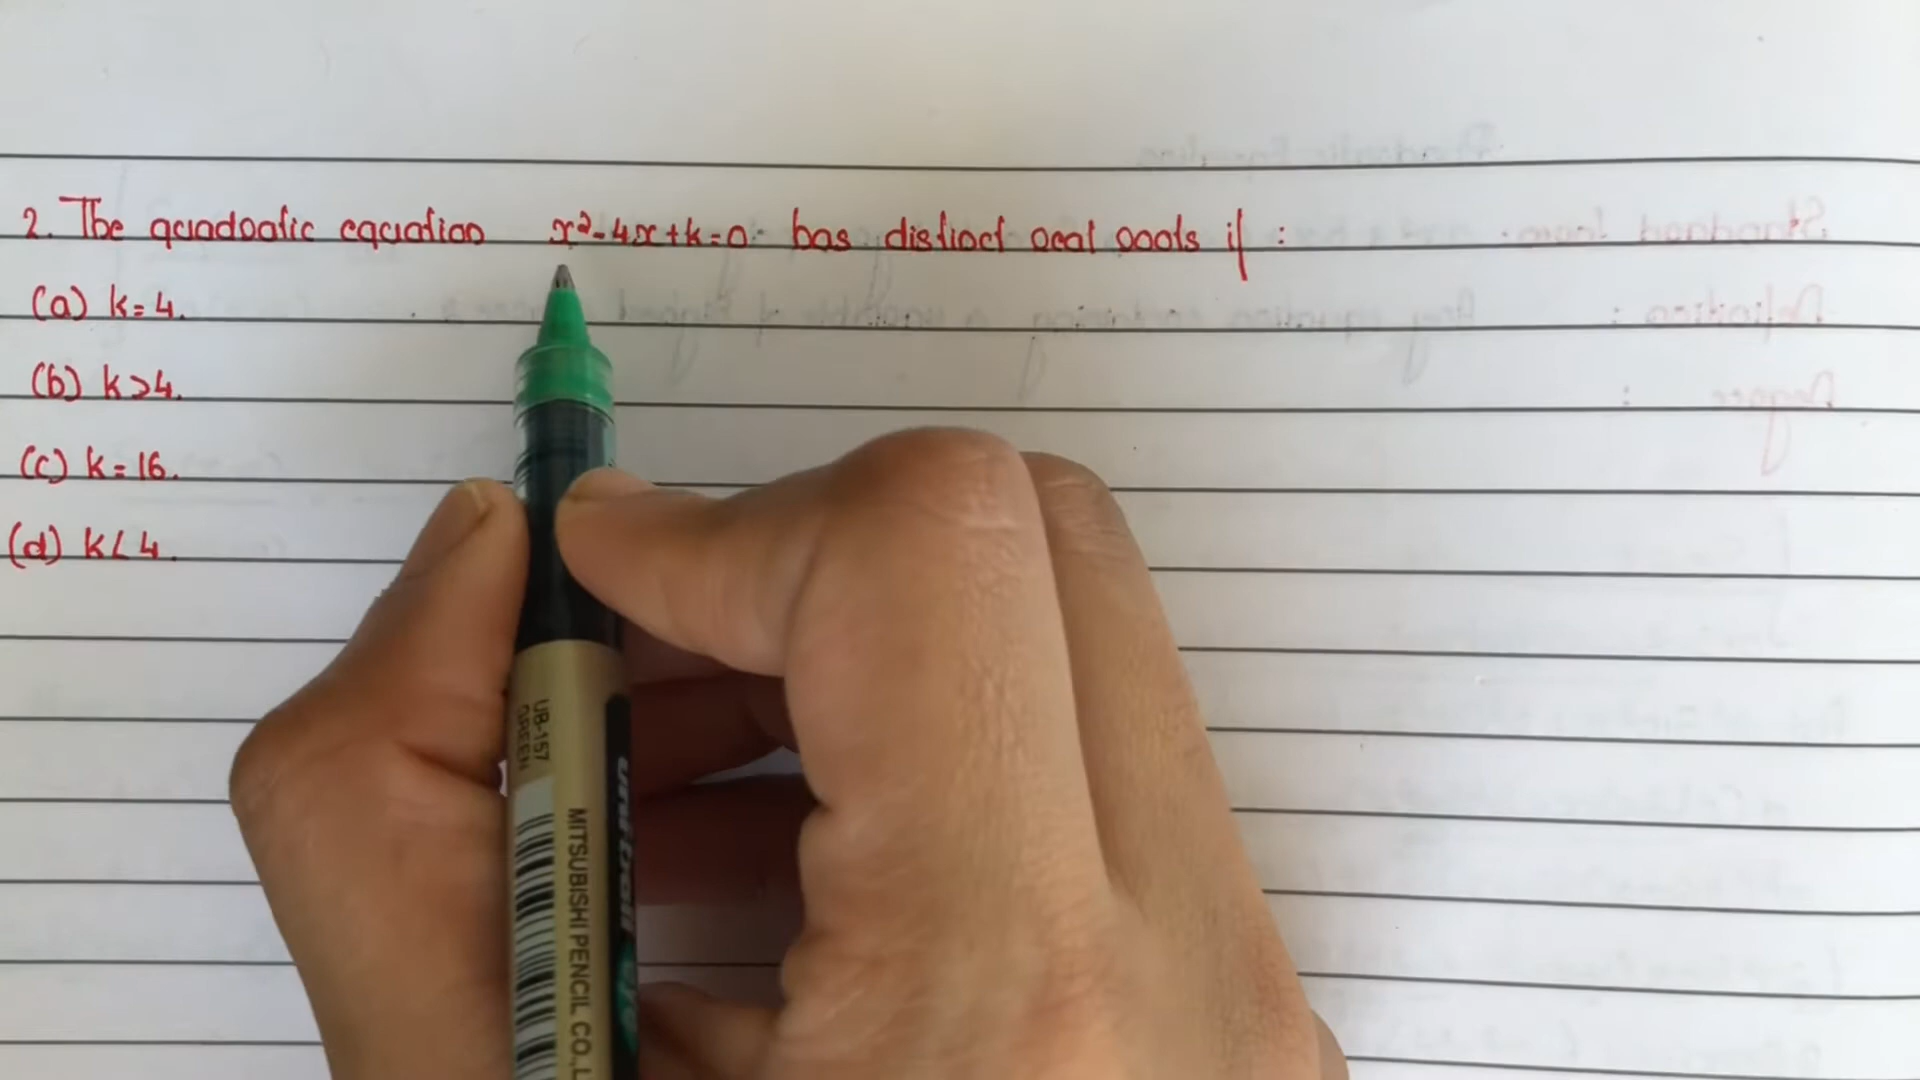 2. The quadratic equation x²-4x+k=0 has distinct real roots if :
(a) k=4.
(b) k>4.
(c) k=16.
(d) k<4.
UB-157
GREEN
MITSUBISHI PENCIL CO.,L